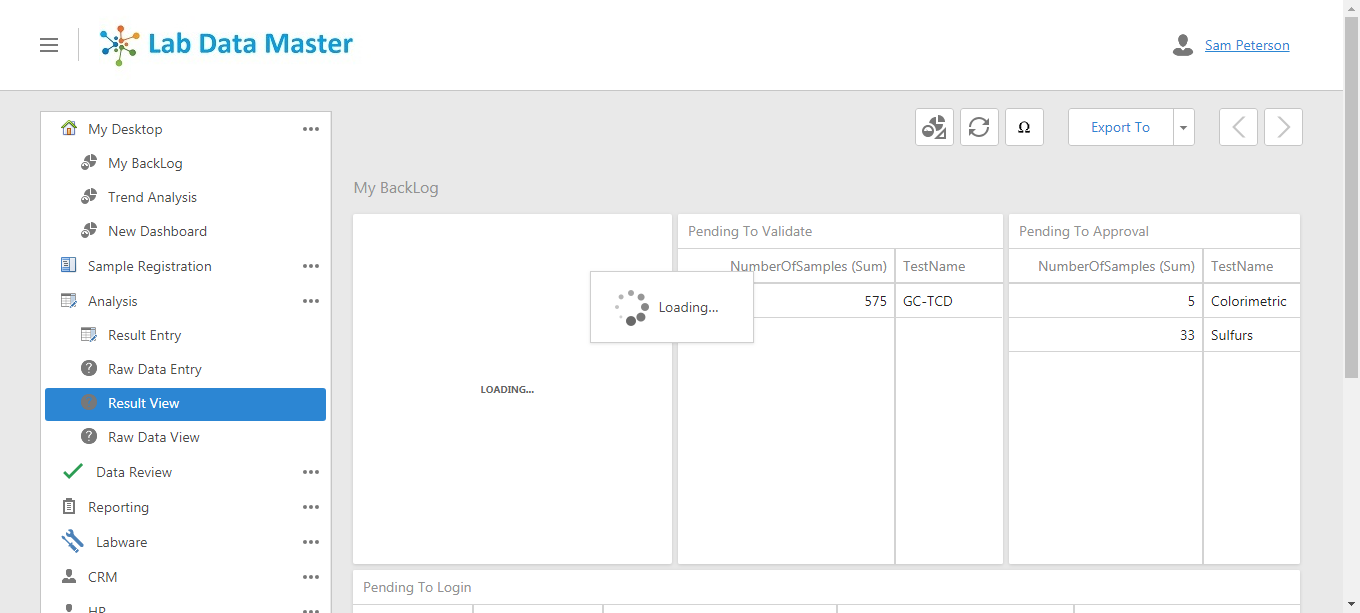 Lab Data Master
Sam Peterson
My Desktop
My BackLog
Trend Analysis
New Dashboard
Sample Registration
Analysis
Result Entry
? Raw Data Entry
? Result View
? Raw Data View
Data Review
Reporting
Labware
CRM
HR
Ω
Export To
My BackLog
LOADING...
Loading...
Pending To Validate
NumberOfSamples (Sum) TestName
575 GC-TCD
Pending To Approval
NumberOfSamples (Sum) TestName
5 Colorimetric
33 Sulfurs
Pending To Login